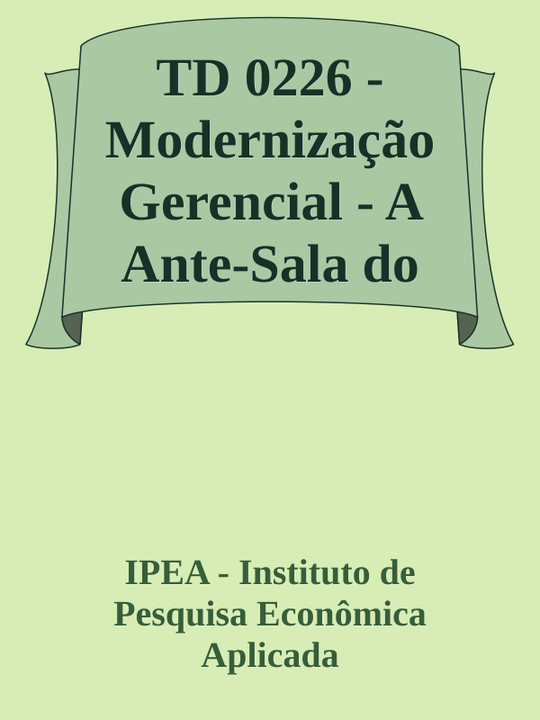 TD 0226 -
Modernização
Gerencial - A
Ante-Sala do
IPEA - Instituto de
Pesquisa Econômica
Aplicada